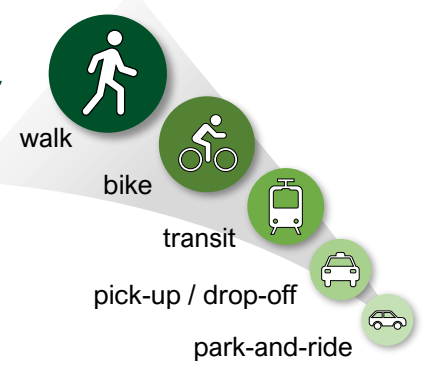 walk
bike
transit
pick-up / drop-off
park-and-ride